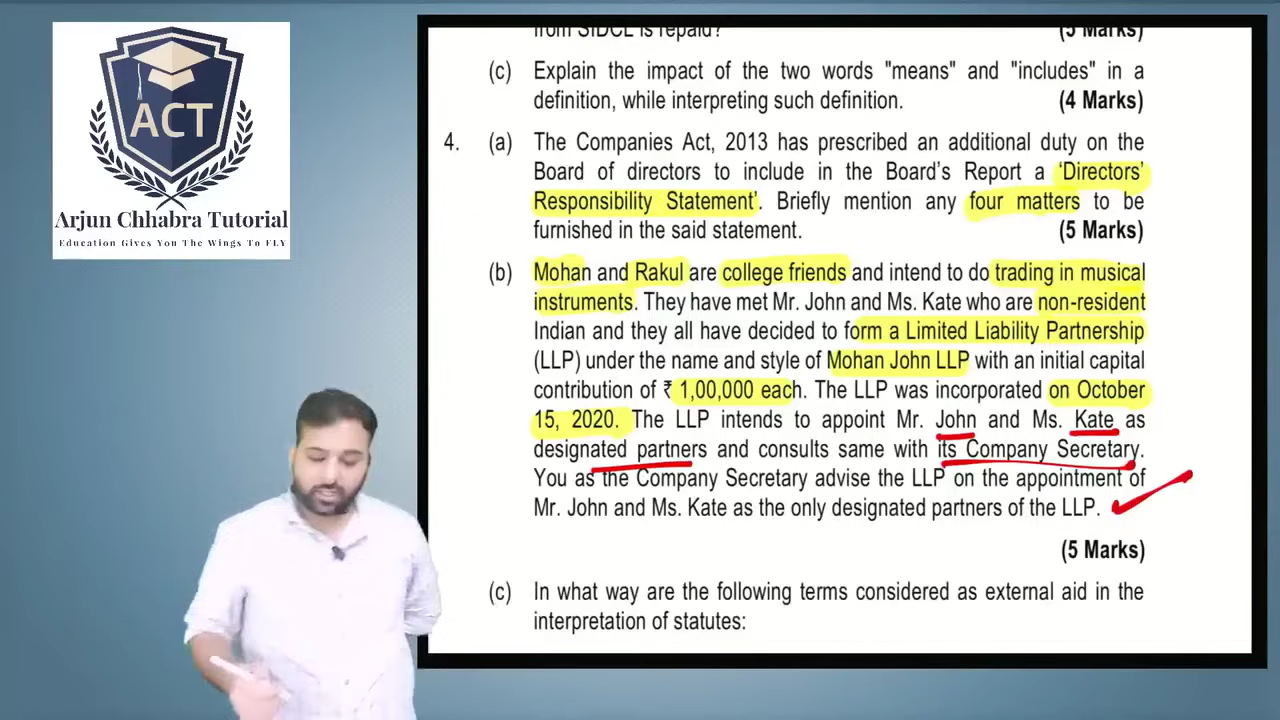 ACT
Arjun Chhabra Tutorial
Education Gives You The Wings To FLY
from SIDCL is repaid? (5 Marks)
(c) Explain the impact of the two words "means" and "includes" in a
definition, while interpreting such definition. (4 Marks)
4. (a) The Companies Act, 2013 has prescribed an additional duty on the
Board of directors to include in the Board's Report a ‘Directors’
Responsibility Statement’. Briefly mention any four matters to be
furnished in the said statement. (5 Marks)
(b) Mohan and Rakul are college friends and intend to do trading in musical
instruments. They have met Mr. John and Ms. Kate who are non-resident
Indian and they all have decided to form a Limited Liability Partnership
(LLP) under the name and style of Mohan John LLP with an initial capital
contribution of ₹ 1,00,000 each. The LLP was incorporated on October
15, 2020. The LLP intends to appoint Mr. John and Ms. Kate as
designated partners and consults same with its Company Secretary.
You as the Company Secretary advise the LLP on the appointment of
Mr. John and Ms. Kate as the only designated partners of the LLP.
(5 Marks)
(c) In what way are the following terms considered as external aid in the
interpretation of statutes: